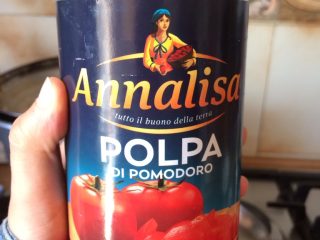 Annalisa
tutto il buono della terra
POLPA
DI POMODORO